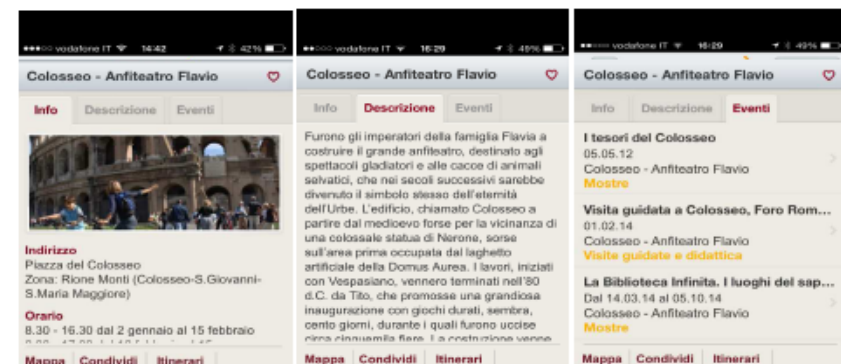 vodafone IT 14:42 42%
Colosseo - Anfiteatro Flavio
Info Descrizione Eventi
Indirizzo
Piazza del Colosseo
Zona: Rione Monti (Colosseo-S.Giovanni-
S.Maria Maggiore)
Orario
8.30 - 16.30 dal 2 gennaio al 15 febbraio
Mappa Condividi Itinerari
vodafone IT 16:29 49%
Colosseo - Anfiteatro Flavio
Info Descrizione Eventi
Furono gli imperatori della famiglia Flavia a
costruire il grande anfiteatro, destinato agli
spettacoli gladiatori e alle cacce di animali
selvatici, che nei secoli successivi sarebbe
divenuto il simbolo stesso dell'eternità
dell'Urbe. L'edificio, chiamato Colosseo a
partire dal medioevo forse per la vicinanza di
una colossale statua di Nerone, sorse
sull'area prima occupata dal laghetto
artificiale della Domus Aurea. I lavori, iniziati
con Vespasiano, vennero terminati nell'80
d.C. da Tito, che promosse una grandiosa
inaugurazione con giochi durati, sembra,
cento giorni, durante i quali furono uccise
circa cinquemila fiere. La costruzione venne
Mappa Condividi Itinerari
vodafone IT 16:29 49%
Colosseo - Anfiteatro Flavio
Info Descrizione Eventi
I tesori del Colosseo
05.05.12
Colosseo - Anfiteatro Flavio
Mostre
Visita guidata a Colosseo, Foro Rom...
01.02.14
Colosseo - Anfiteatro Flavio
Visite guidate e didattica
La Biblioteca Infinita. I luoghi del sap...
Dal 14.03.14 al 05.10.14
Colosseo - Anfiteatro Flavio
Mostre
Mappa Condividi Itinerari